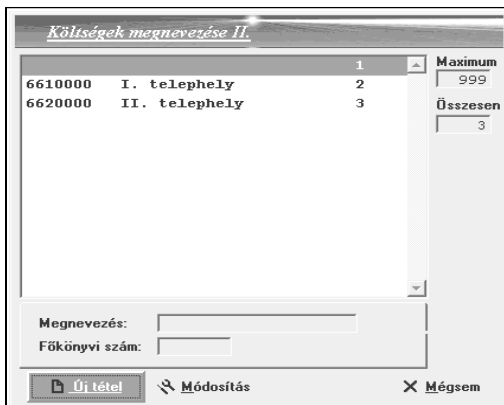 Költségek megnevezése II.
1
6610000 I. telephely 2
6620000 II. telephely 3
Maximum
999
Összesen
3
Megnevezés:
Főkönyvi szám:
Új tétel Módosítás Mégsem